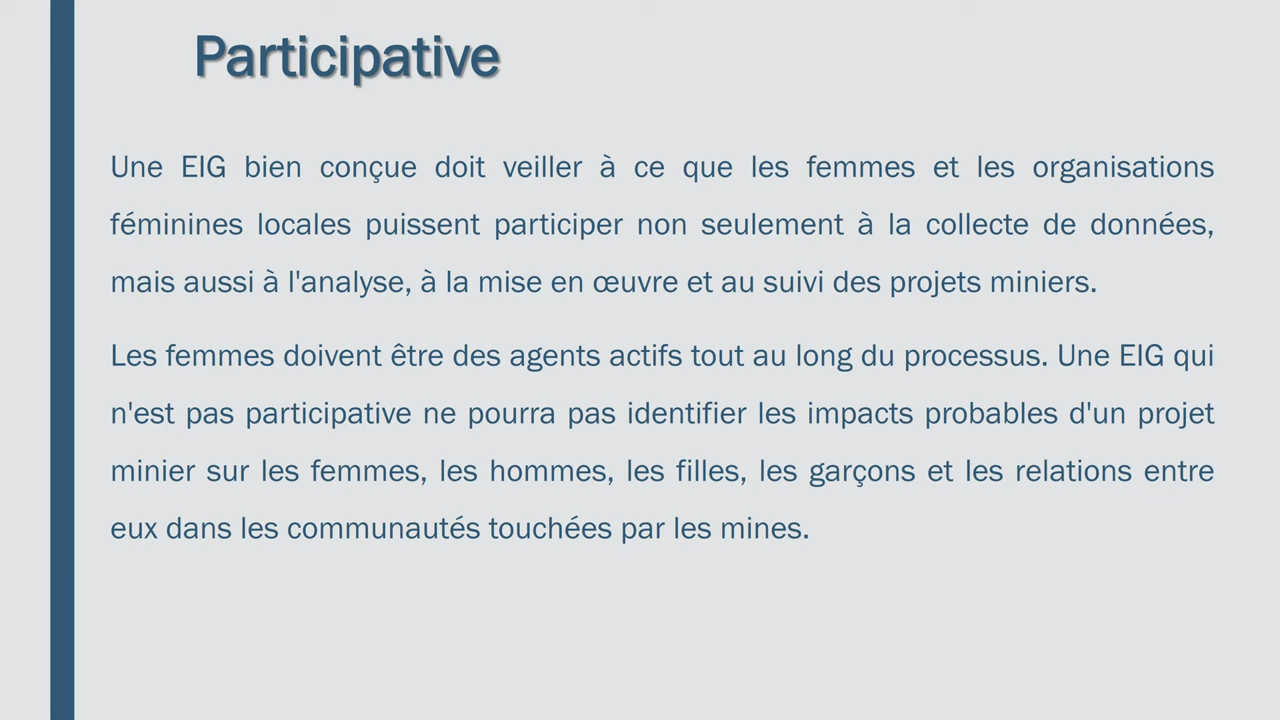 Participative
Une EIG bien conçue doit veiller à ce que les femmes et les organisations
féminines locales puissent participer non seulement à la collecte de données,
mais aussi à l'analyse, à la mise en œuvre et au suivi des projets miniers.
Les femmes doivent être des agents actifs tout au long du processus. Une EIG qui
n'est pas participative ne pourra pas identifier les impacts probables d'un projet
minier sur les femmes, les hommes, les filles, les garçons et les relations entre
eux dans les communautés touchées par les mines.